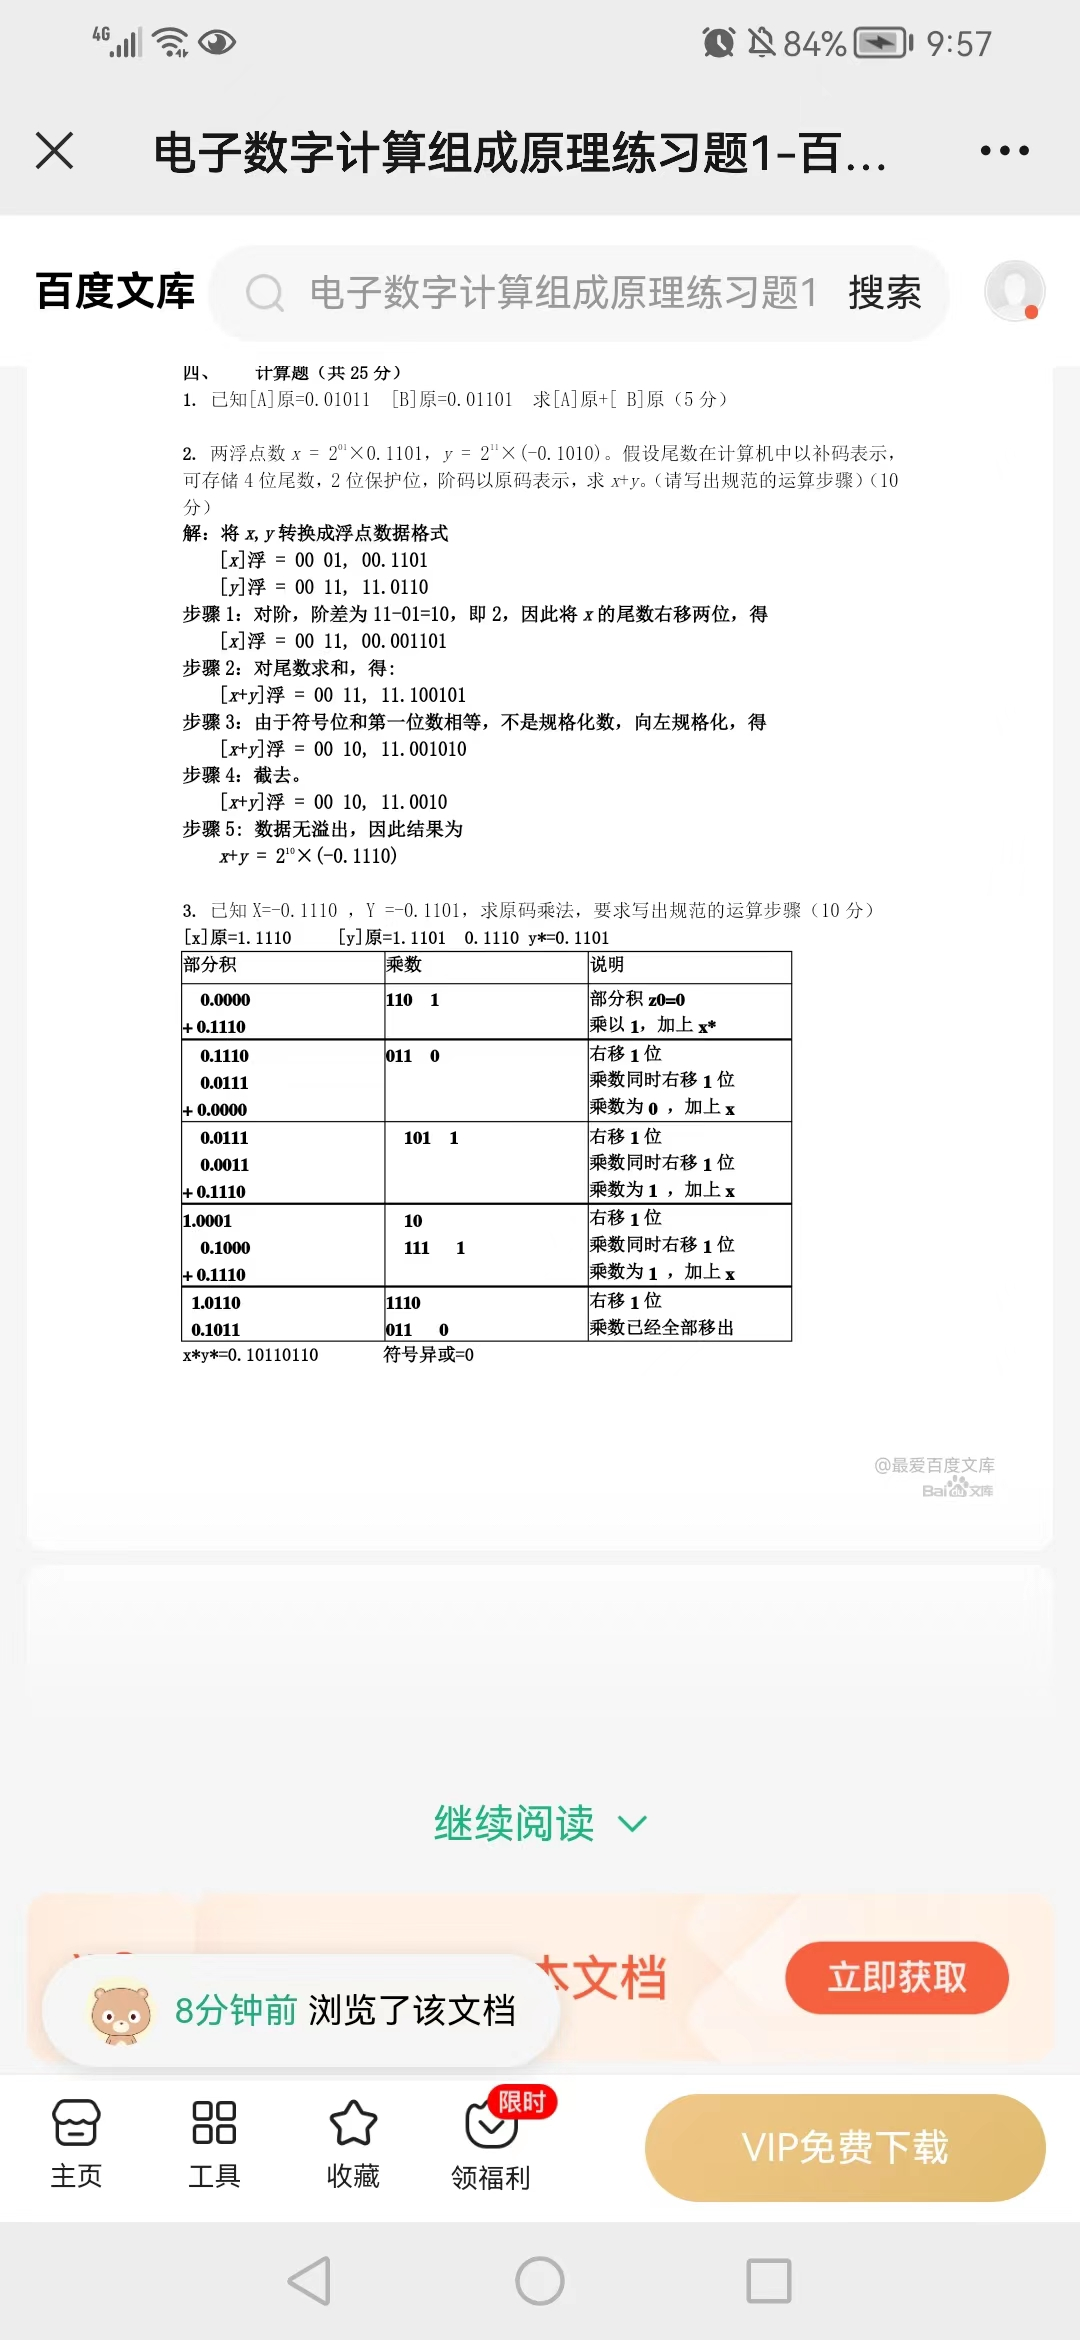 4G 84% 9:57
电子数字计算组成原理练习题1-百...
百度文库 电子数字计算组成原理练习题1 搜索
四、 计算题（共 25 分）
1. 已知[A]原=0.01011 [B]原=0.01101 求[A]原+[ B]原（5 分）
2. 两浮点数 x = 2⁰¹×0.1101，y = 2¹¹×(-0.1010)。假设尾数在计算机中以补码表示，
可存储 4 位尾数，2 位保护位，阶码以原码表示，求 x+y。（请写出规范的运算步骤）（10
分）
解：将 x, y 转换成浮点数据格式
[x]浮 = 00 01, 00.1101
[y]浮 = 00 11, 11.0110
步骤 1：对阶，阶差为 11-01=10，即 2，因此将 x 的尾数右移两位，得
[x]浮 = 00 11, 00.001101
步骤 2：对尾数求和，得:
[x+y]浮 = 00 11, 11.100101
步骤 3：由于符号位和第一位数相等，不是规格化数，向左规格化，得
[x+y]浮 = 00 10, 11.001010
步骤 4：截去。
[x+y]浮 = 00 10, 11.0010
步骤 5: 数据无溢出，因此结果为
x+y = 2¹⁰×(-0.1110)
3. 已知 X=-0.1110 ，Y =-0.1101，求原码乘法，要求写出规范的运算步骤（10 分）
[x]原=1.1110 [y]原=1.1101 0.1110 y*=0.1101
部分积 乘数 说明
0.0000 110 1 部分积 z0=0
+ 0.1110 乘以 1，加上 x*
0.1110 011 0 右移 1 位
0.0111 乘数同时右移 1 位
+ 0.0000 乘数为 0 ，加上 x
0.0111 101 1 右移 1 位
0.0011 乘数同时右移 1 位
+ 0.1110 乘数为 1 ，加上 x
1.0001 10 右移 1 位
0.1000 111 1 乘数同时右移 1 位
+ 0.1110 乘数为 1 ，加上 x
1.0110 1110 右移 1 位
0.1011 011 0 乘数已经全部移出
x*y*=0.10110110 符号异或=0
@最爱百度文库
Bai du 文库
继续阅读
本文档 立即获取
8分钟前 浏览了该文档
限时
主页 工具 收藏 领福利 VIP免费下载